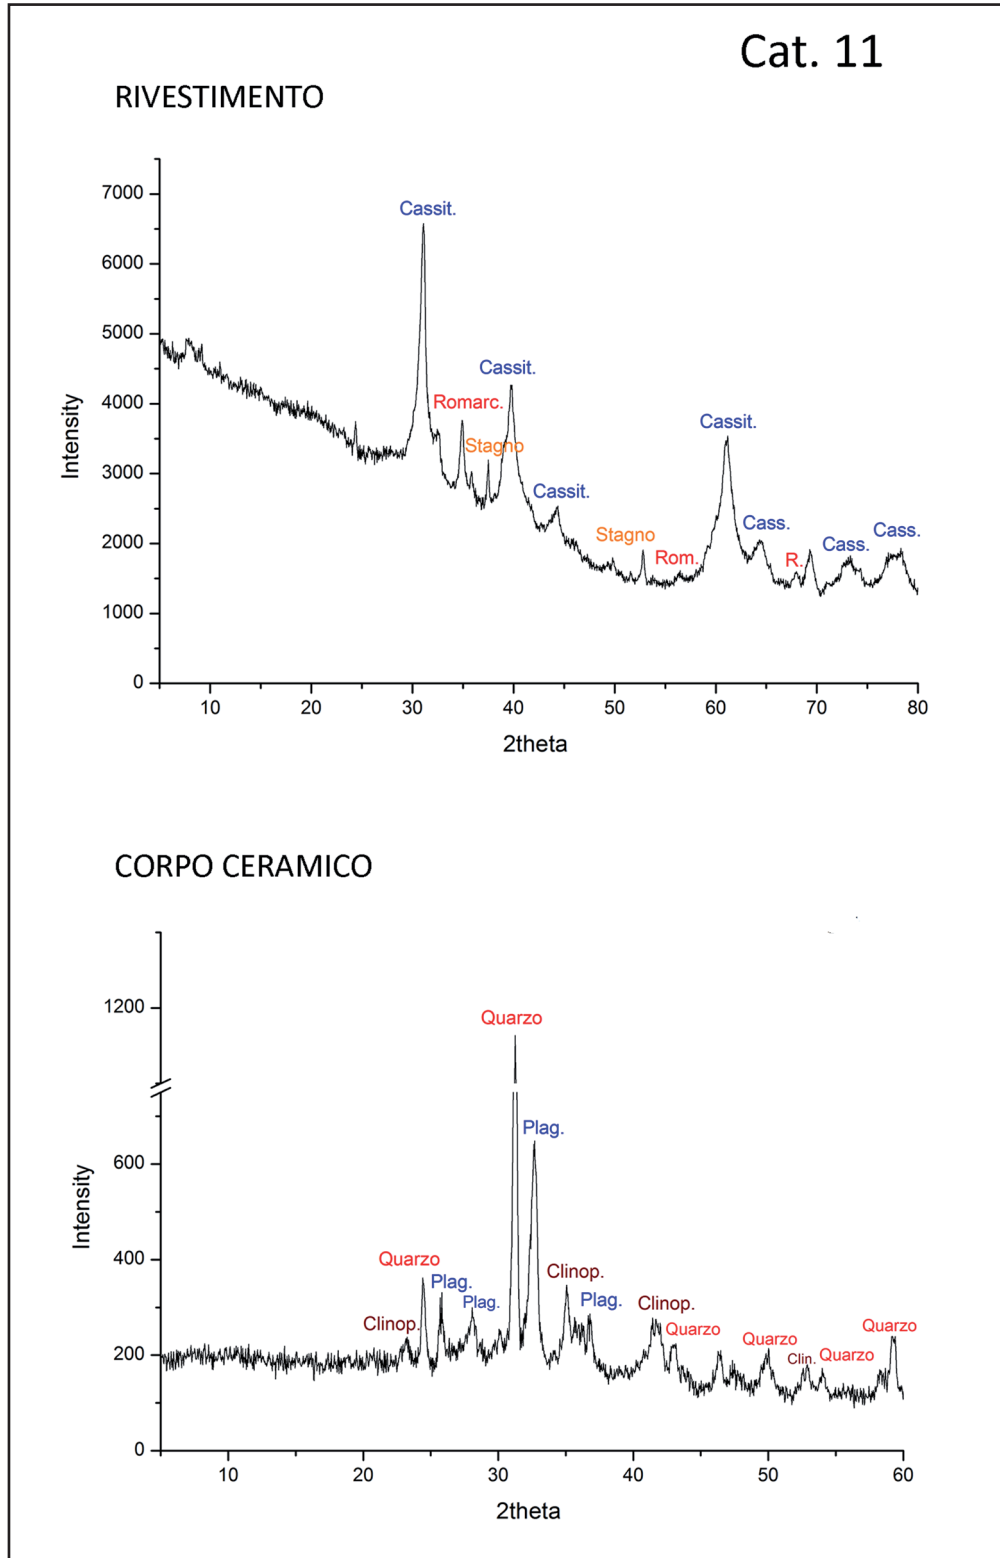 Cat. 11
RIVESTIMENTO
7000
Cassit.
6000
5000
Cassit.
4000
Romarc.
Cassit.
Stagno
3000
Cassit.
Stagno
Cass.
Cass.
2000
Rom.
R.
Cass.
1000
0
Intensity
10 20 30 40 50 60 70 80
2theta
CORPO CERAMICO
1200
Quarzo
Plag.
600
Quarzo
400
Clinop.
Plag.
Plag.
Plag.
Clinop.
Clinop.
Quarzo
Quarzo
Quarzo
200
Clin.
Quarzo
0
Intensity
10 20 30 40 50 60
2theta